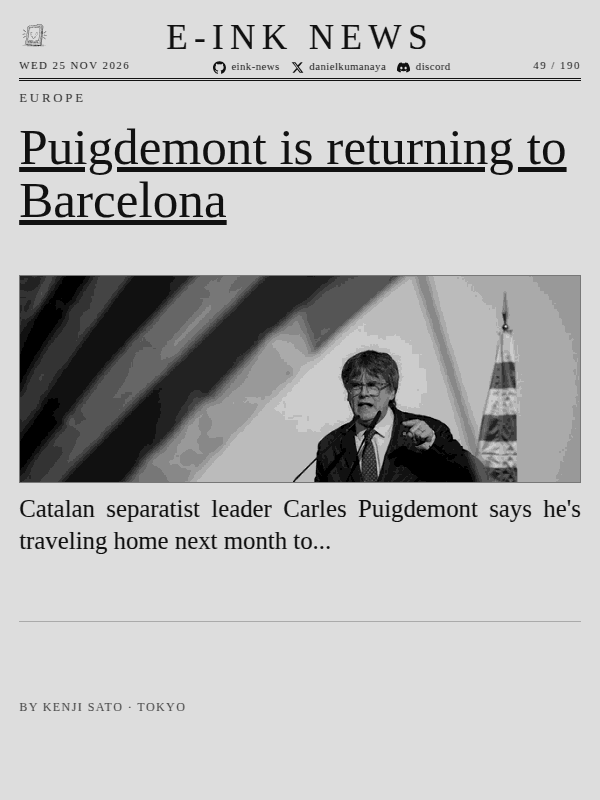 E-INK NEWS
WED 25 NOV 2026
eink-news danielkumanaya discord
49 / 190
EUROPE
Puigdemont is returning to
Barcelona
Catalan separatist leader Carles Puigdemont says he's
traveling home next month to...
BY KENJI SATO · TOKYO